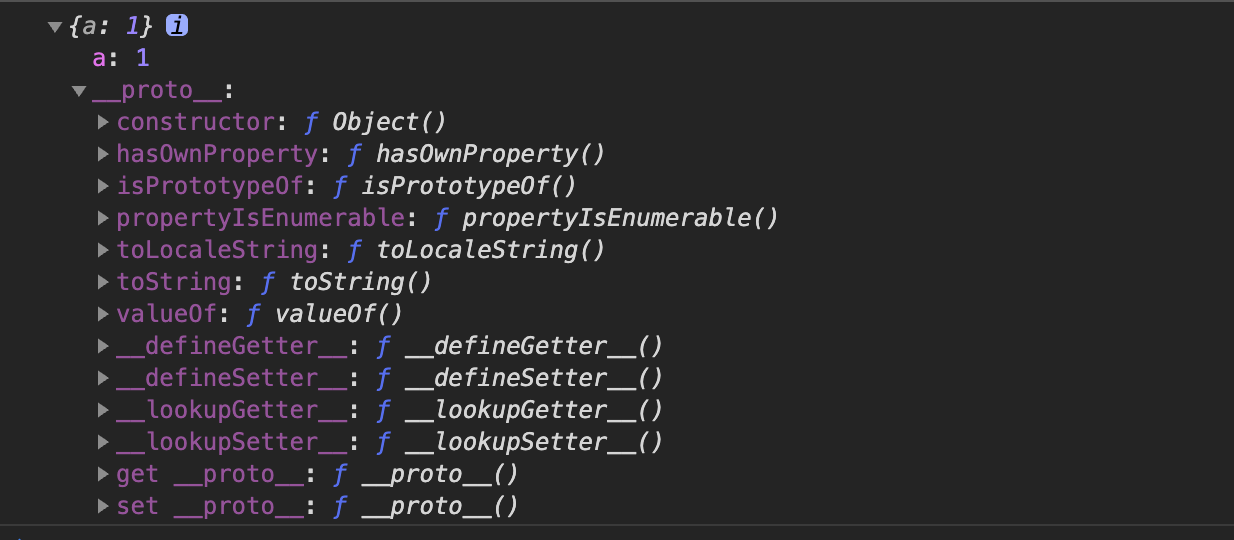 {a: 1} i
a: 1
__proto__:
constructor: ƒ Object()
hasOwnProperty: ƒ hasOwnProperty()
isPrototypeOf: ƒ isPrototypeOf()
propertyIsEnumerable: ƒ propertyIsEnumerable()
toLocaleString: ƒ toLocaleString()
toString: ƒ toString()
valueOf: ƒ valueOf()
__defineGetter__: ƒ __defineGetter__()
__defineSetter__: ƒ __defineSetter__()
__lookupGetter__: ƒ __lookupGetter__()
__lookupSetter__: ƒ __lookupSetter__()
get __proto__: ƒ __proto__()
set __proto__: ƒ __proto__()